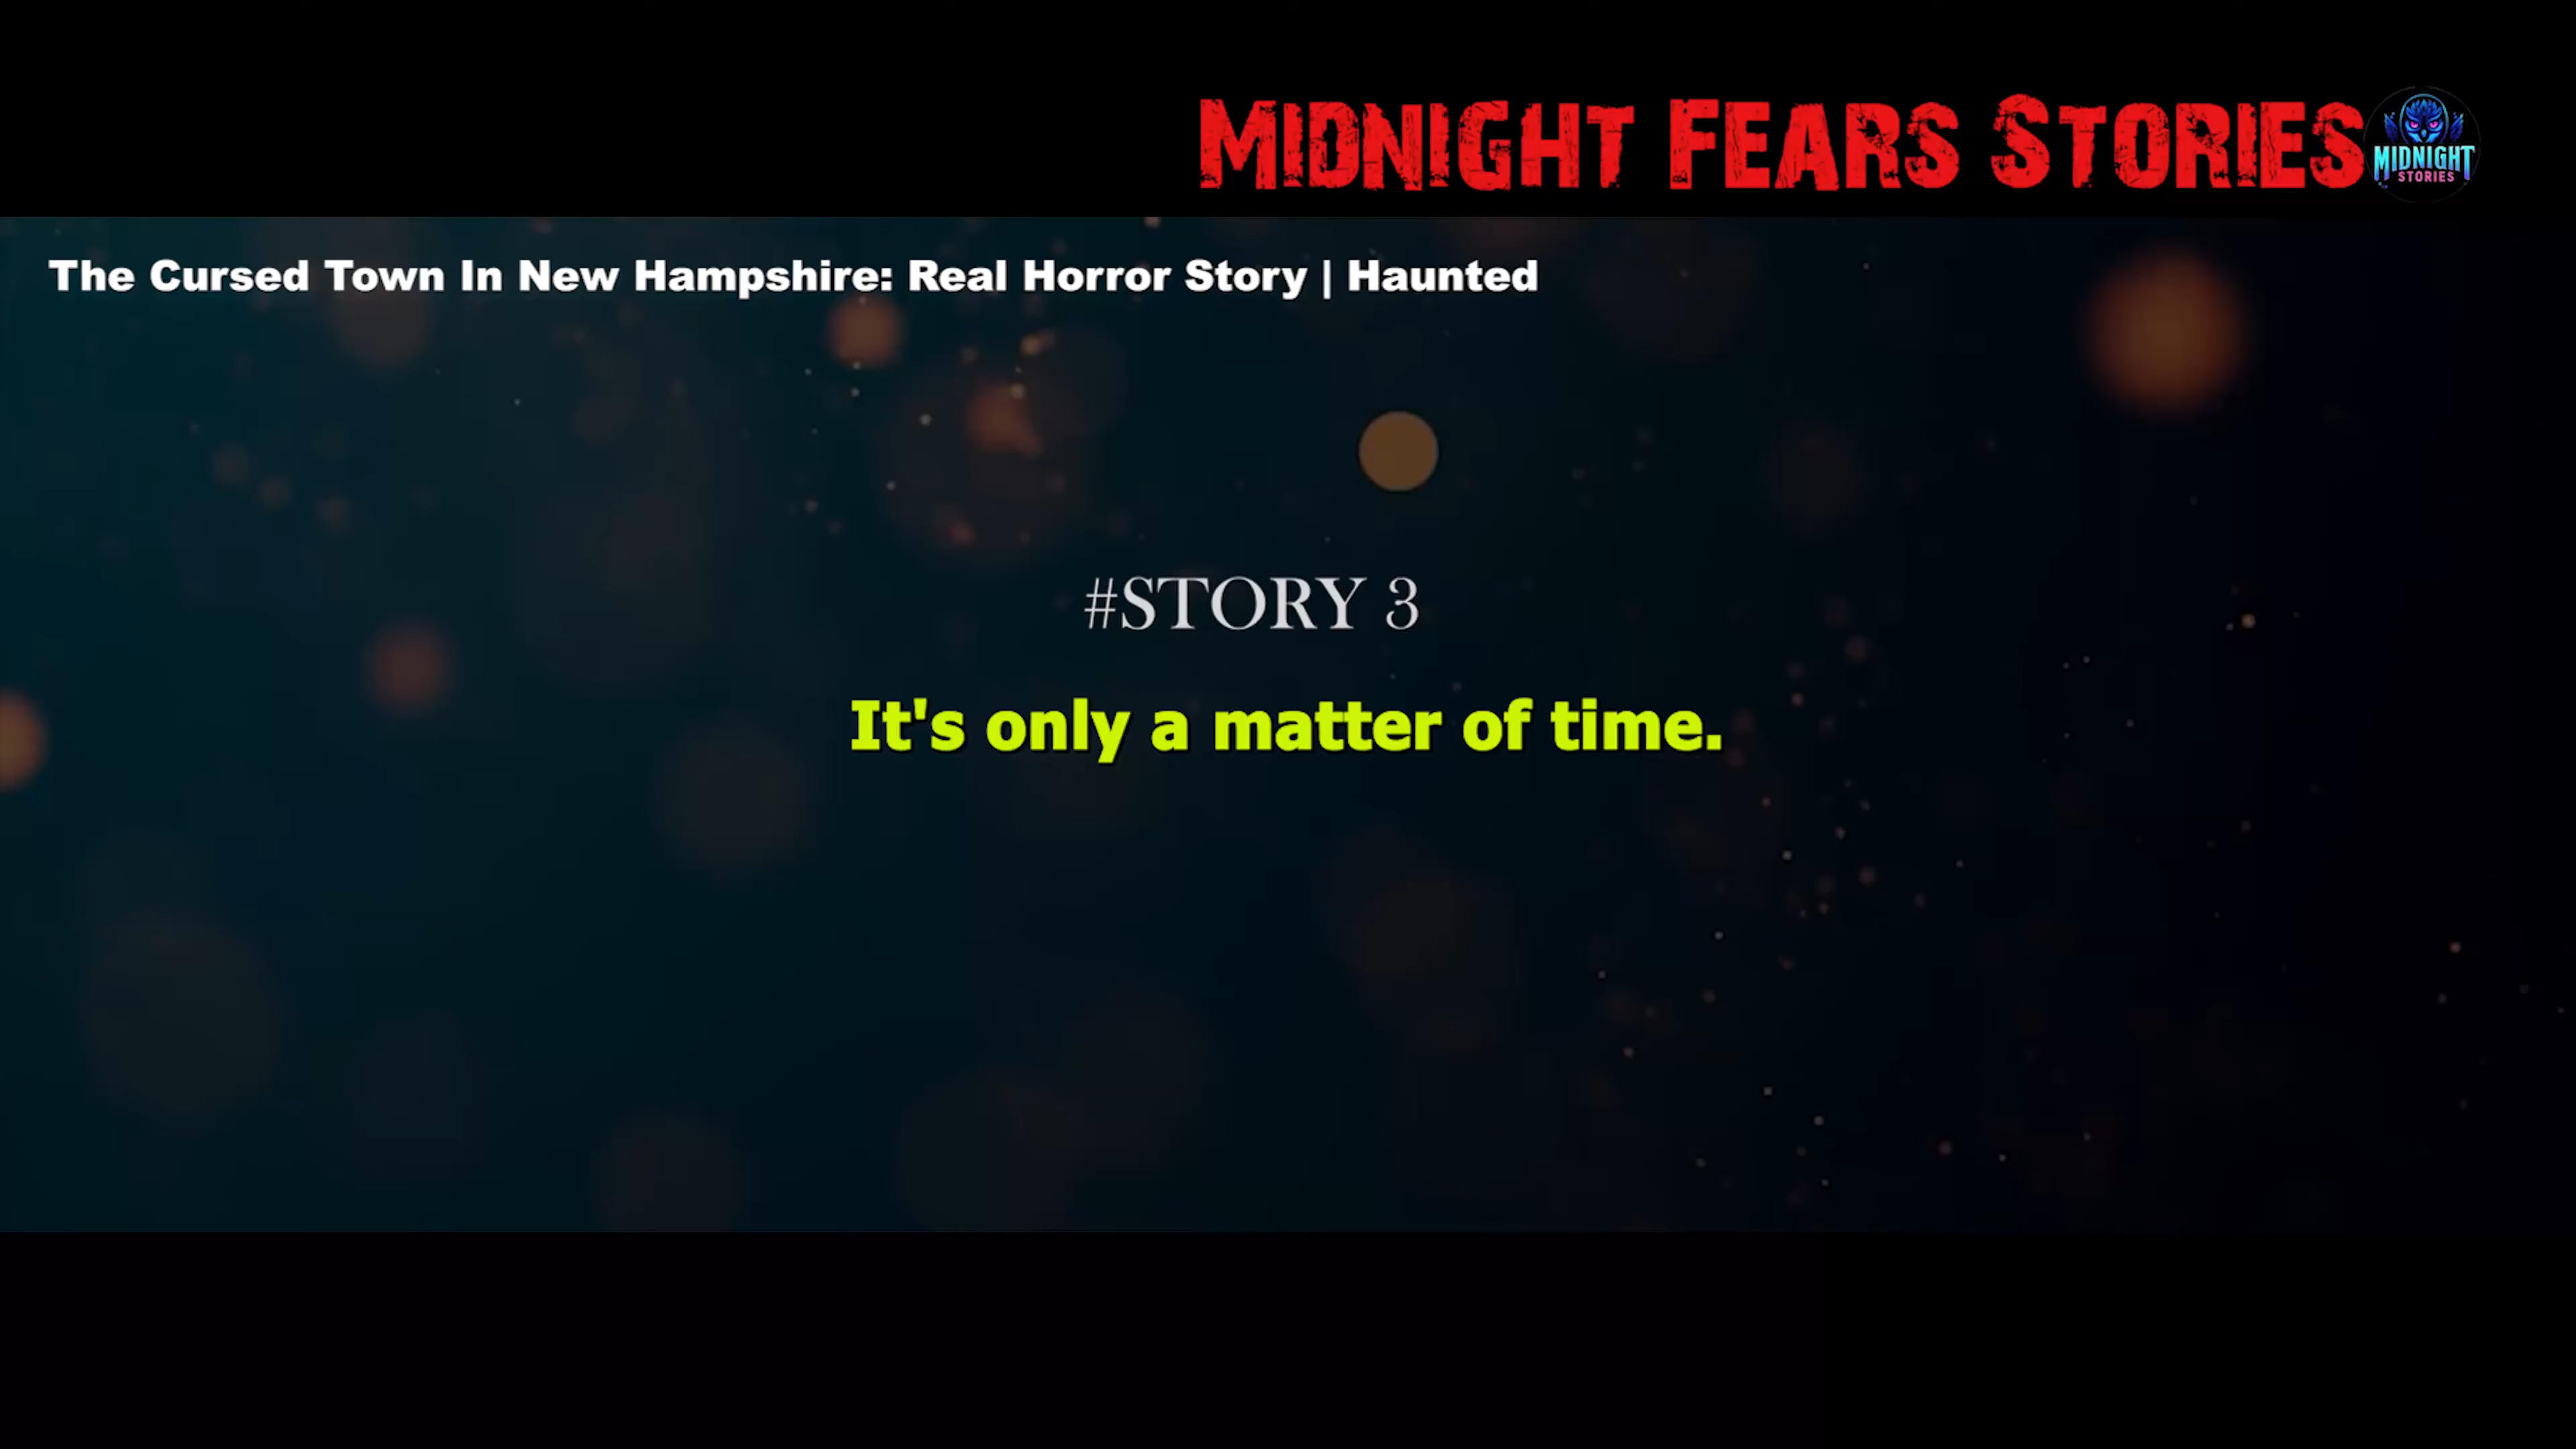 MIDNIGHT FEARS STORIES
MIDNIGHT
STORIES
The Cursed Town In New Hampshire: Real Horror Story | Haunted
#STORY 3
It's only a matter of time.